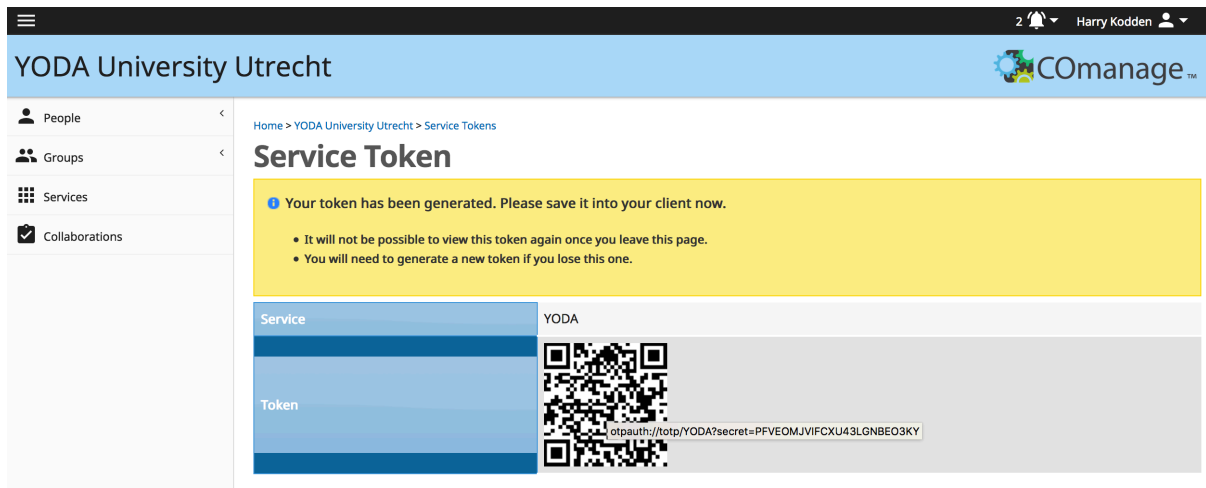 2
Harry Kodden
YODA University Utrecht
COmanage™
People
Groups
Services
Collaborations
Home > YODA University Utrecht > Service Tokens
Service Token
Your token has been generated. Please save it into your client now.
• It will not be possible to view this token again once you leave this page.
• You will need to generate a new token if you lose this one.
Service
YODA
Token
otpauth://totp/YODA?secret=PFVEOMJVIFCXU43LGNBEO3KY